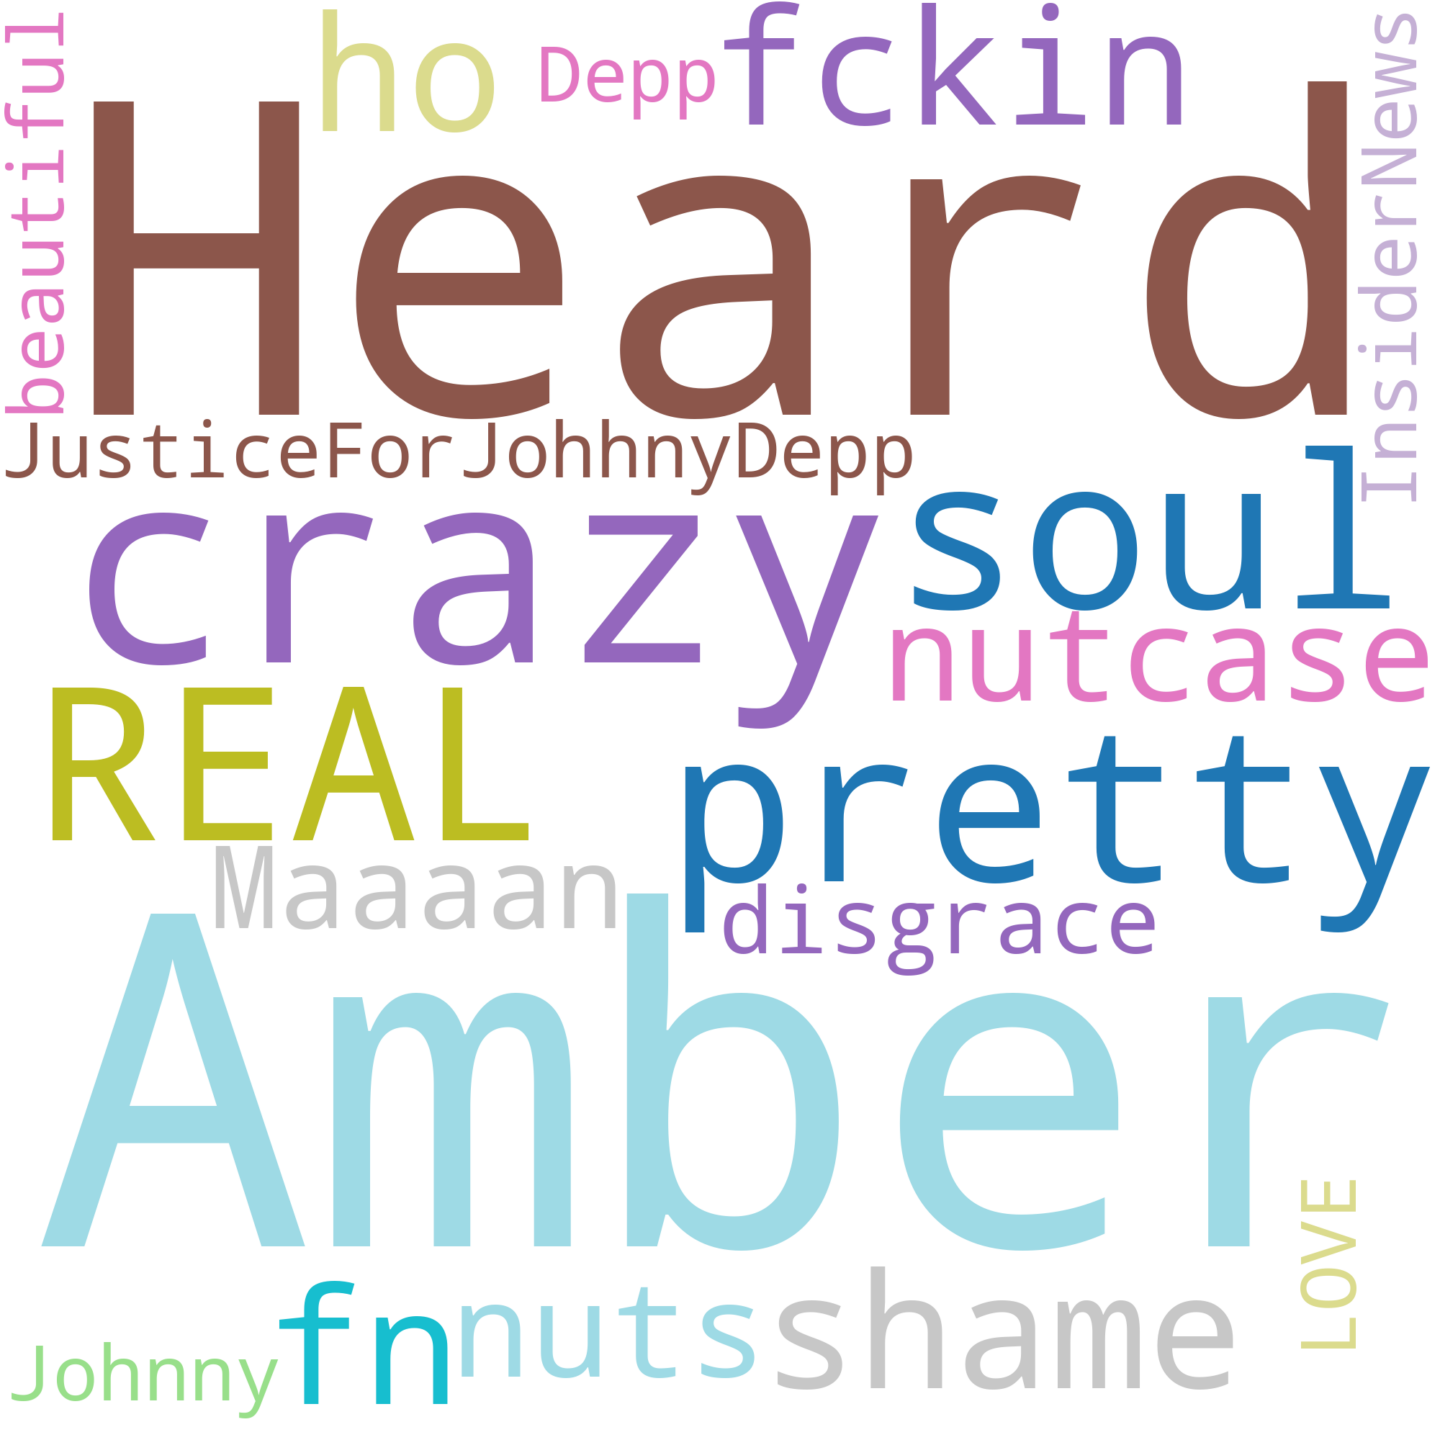 beautiful
ho
Depp
fckin
InsiderNews
Heard
JusticeForJohhnyDepp
crazy
soul
nutcase
REAL
pretty
Maaaan
disgrace
Amber
LOVE
Johnny
fn
nuts
shame